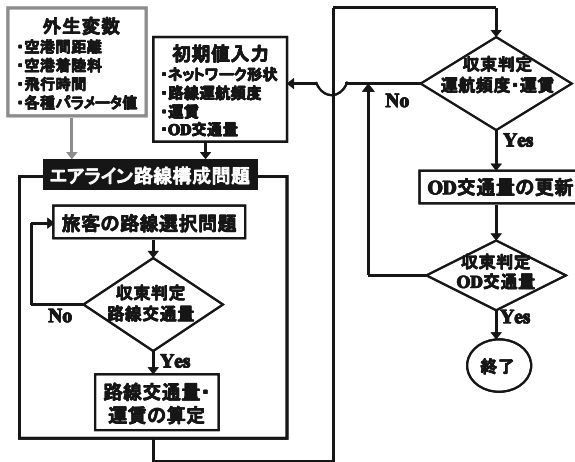 外生変数
・空港間距離
・空港着陸料
・飛行時間
・各種パラメータ値
初期値入力
・ネットワーク形状
・路線運航頻度
・運賃
・OD交通量
エアライン路線構成問題
旅客の路線選択問題
収束判定
路線交通量
No
Yes
路線交通量・
運賃の算定
収束判定
運航頻度・運賃
No
Yes
OD交通量の更新
収束判定
OD交通量
Yes
終了